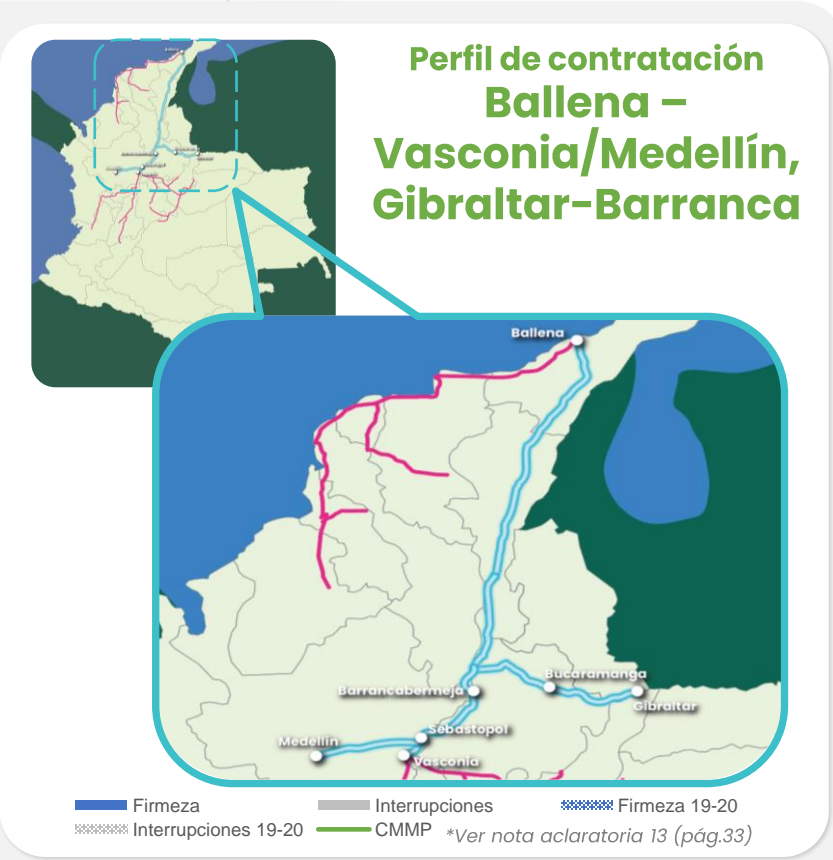 Perfil de contratación
Ballena –
Vasconia/Medellín,
Gibraltar-Barranca
Ballena
Bucaramanga
Barrancabermeja
Gibraltar
Sebastopol
Medellín
Vasconia
Firmeza
Interrupciones
Firmeza 19-20
Interrupciones 19-20
CMMP
*Ver nota aclaratoria 13 (pág.33)